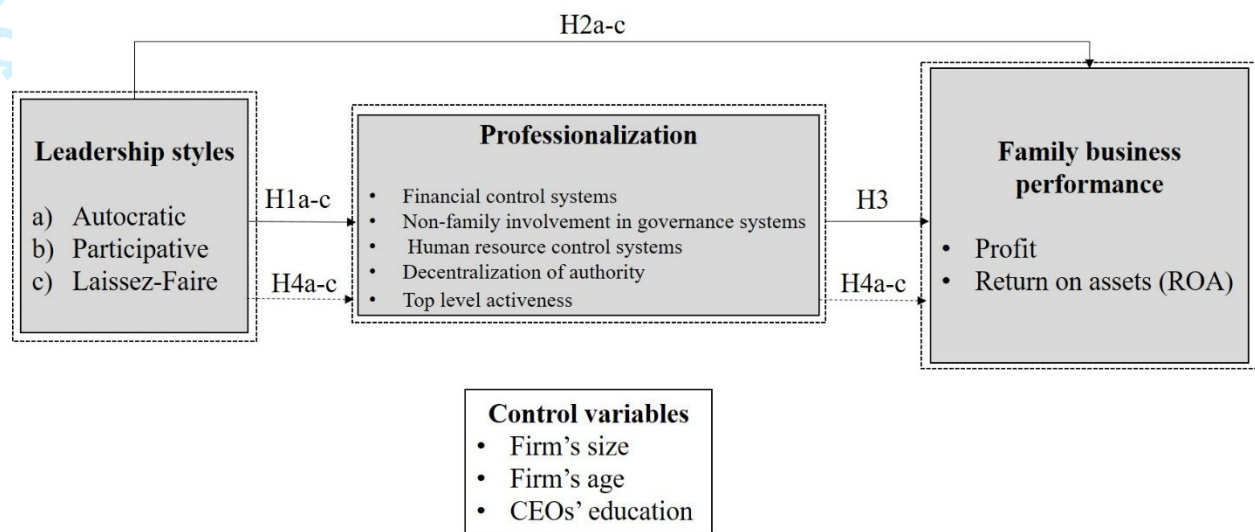 H2a-c
Leadership styles
a) Autocratic
b) Participative
c) Laissez-Faire
H1a-c
H4a-c
Professionalization
• Financial control systems
• Non-family involvement in governance systems
• Human resource control systems
• Decentralization of authority
• Top level activeness
H3
H4a-c
Family business
performance
• Profit
• Return on assets (ROA)
Control variables
• Firm's size
• Firm's age
• CEOs' education